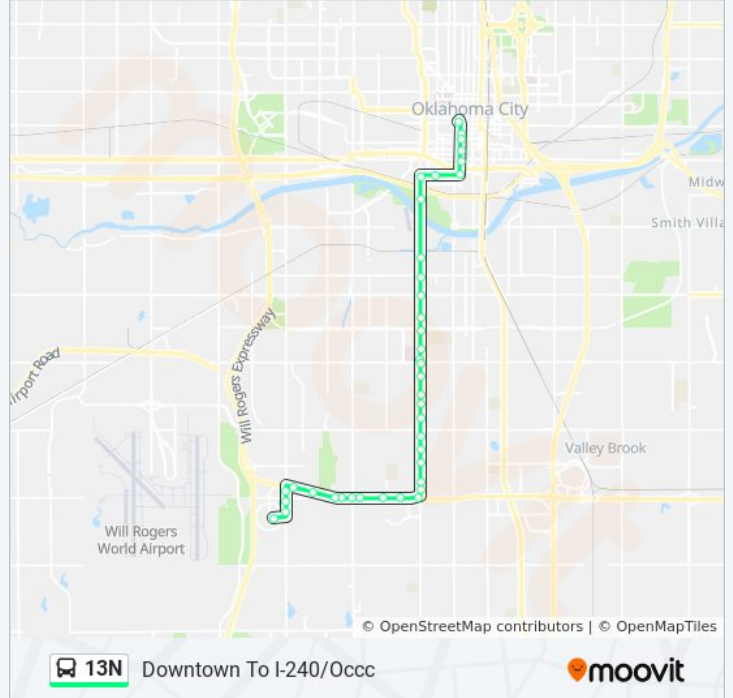 Oklahoma City
Midw
Smith Villa
Will Rogers Expressway
irport Road
Valley Brook
Will Rogers
World Airport
© OpenStreetMap contributors | © OpenMapTiles
13N Downtown To I-240/Occc
moovit